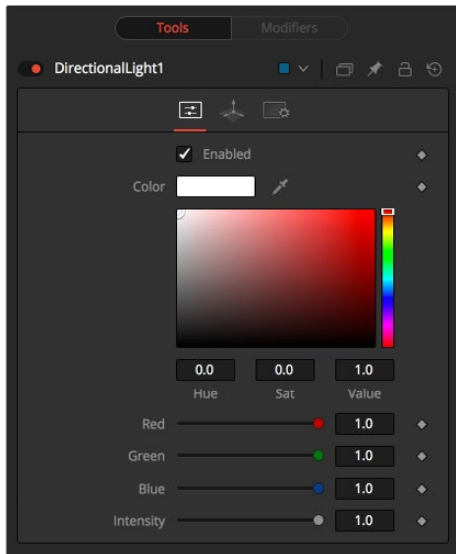 Tools Modifiers
DirectionalLight1
Enabled
Color
0.0 0.0 1.0
Hue Sat Value
Red 1.0
Green 1.0
Blue 1.0
Intensity 1.0